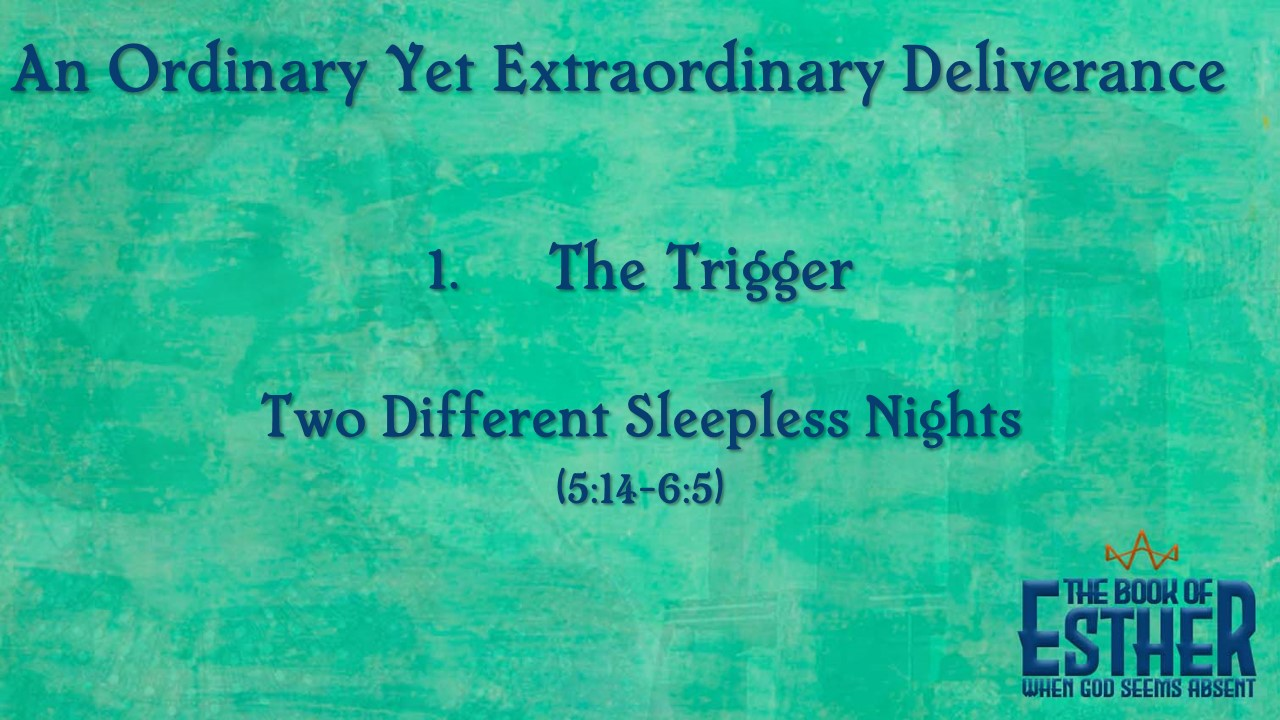 An Ordinary Yet Extraordinary Deliverance
1. The Trigger
Two Different Sleepless Nights
(5:14-6:5)
THE BOOK OF
ESTHER
WHEN GOD SEEMS ABSENT